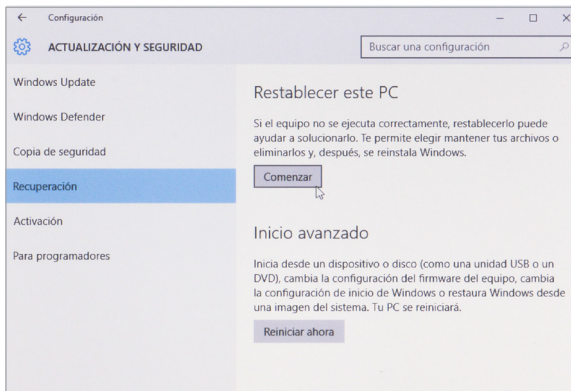 Configuración
ACTUALIZACIÓN Y SEGURIDAD
Buscar una configuración
Windows Update
Windows Defender
Copia de seguridad
Recuperación
Activación
Para programadores
Restablecer este PC
Si el equipo no se ejecuta correctamente, restablecerlo puede
ayudar a solucionarlo. Te permite elegir mantener tus archivos o
eliminarlos y, después, se reinstala Windows.
Comenzar
Inicio avanzado
Inicia desde un dispositivo o disco (como una unidad USB o un
DVD), cambia la configuración del firmware del equipo, cambia
la configuración de inicio de Windows o restaura Windows desde
una imagen del sistema. Tu PC se reiniciará.
Reiniciar ahora